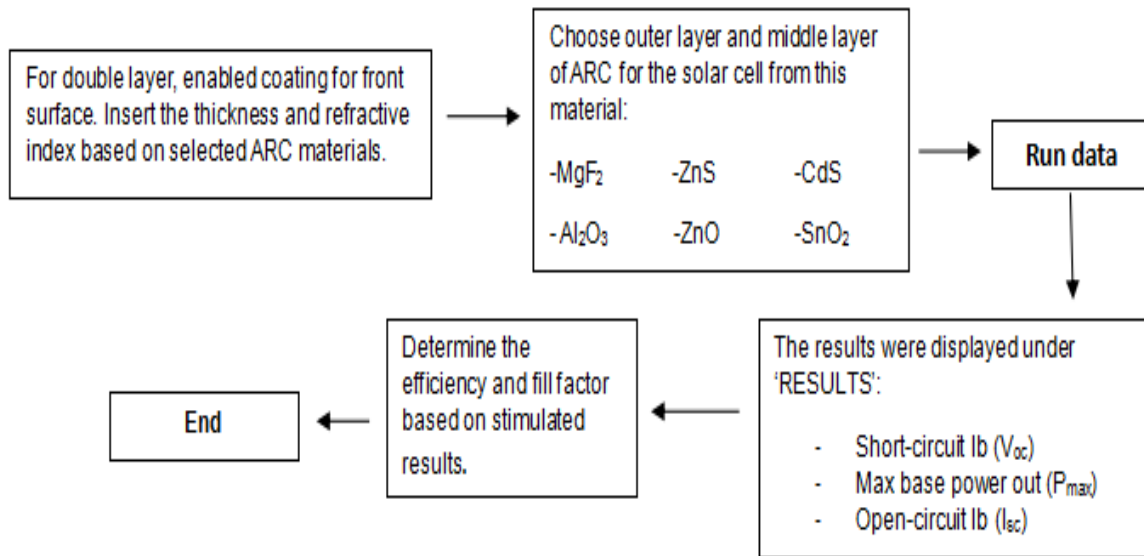 For double layer, enabled coating for front
surface. Insert the thickness and refractive
index based on selected ARC materials.
Choose outer layer and middle layer
of ARC for the solar cell from this
material:
-MgF₂ -ZnS -CdS
- Al₂O₃ -ZnO -SnO₂
Run data
The results were displayed under
‘RESULTS’:
- Short-circuit Ib (Voc)
- Max base power out (Pmax)
- Open-circuit Ib (Isc)
Determine the
efficiency and fill factor
based on stimulated
results.
End